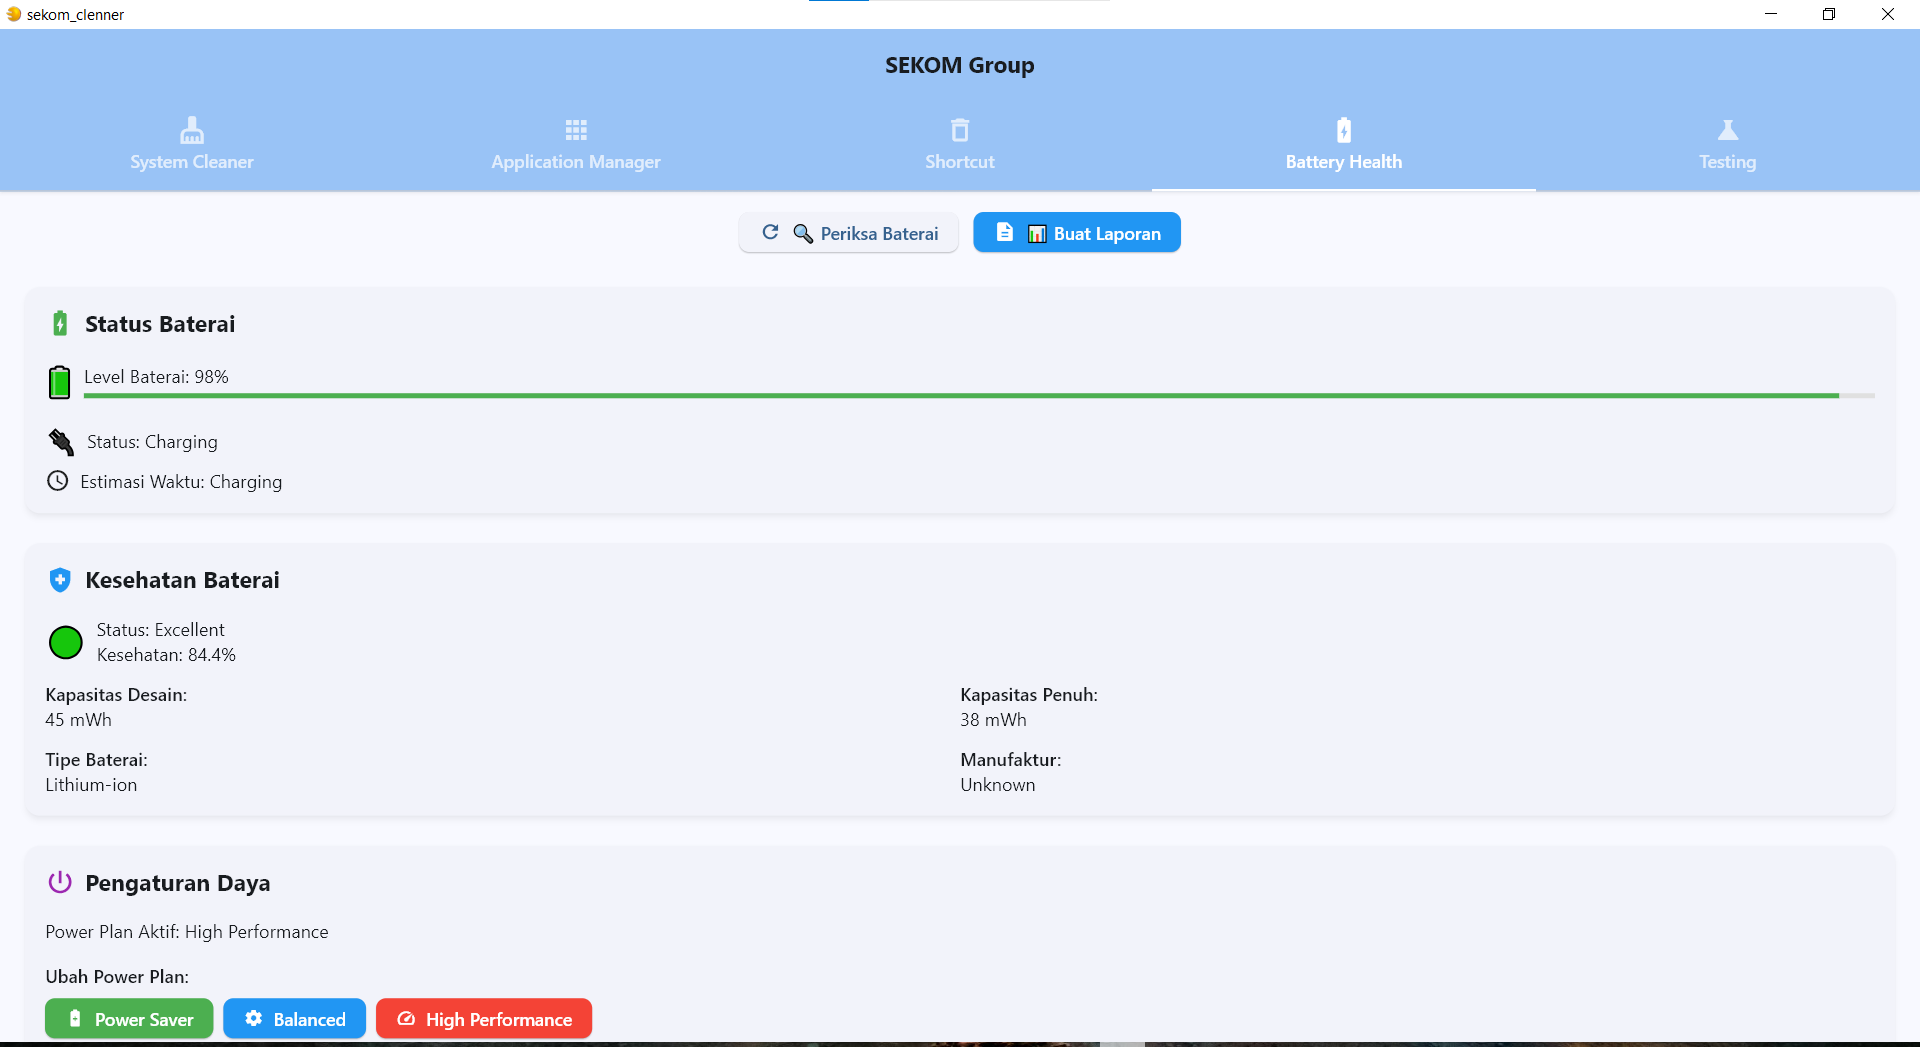 sekom_clenner
SEKOM Group
System Cleaner
Application Manager
Shortcut
Battery Health
Testing
Periksa Baterai
Buat Laporan
Status Baterai
Level Baterai: 98%
Status: Charging
Estimasi Waktu: Charging
Kesehatan Baterai
Status: Excellent
Kesehatan: 84.4%
Kapasitas Desain:
45 mWh
Kapasitas Penuh:
38 mWh
Tipe Baterai:
Lithium-ion
Manufaktur:
Unknown
Pengaturan Daya
Power Plan Aktif: High Performance
Ubah Power Plan:
Power Saver
Balanced
High Performance